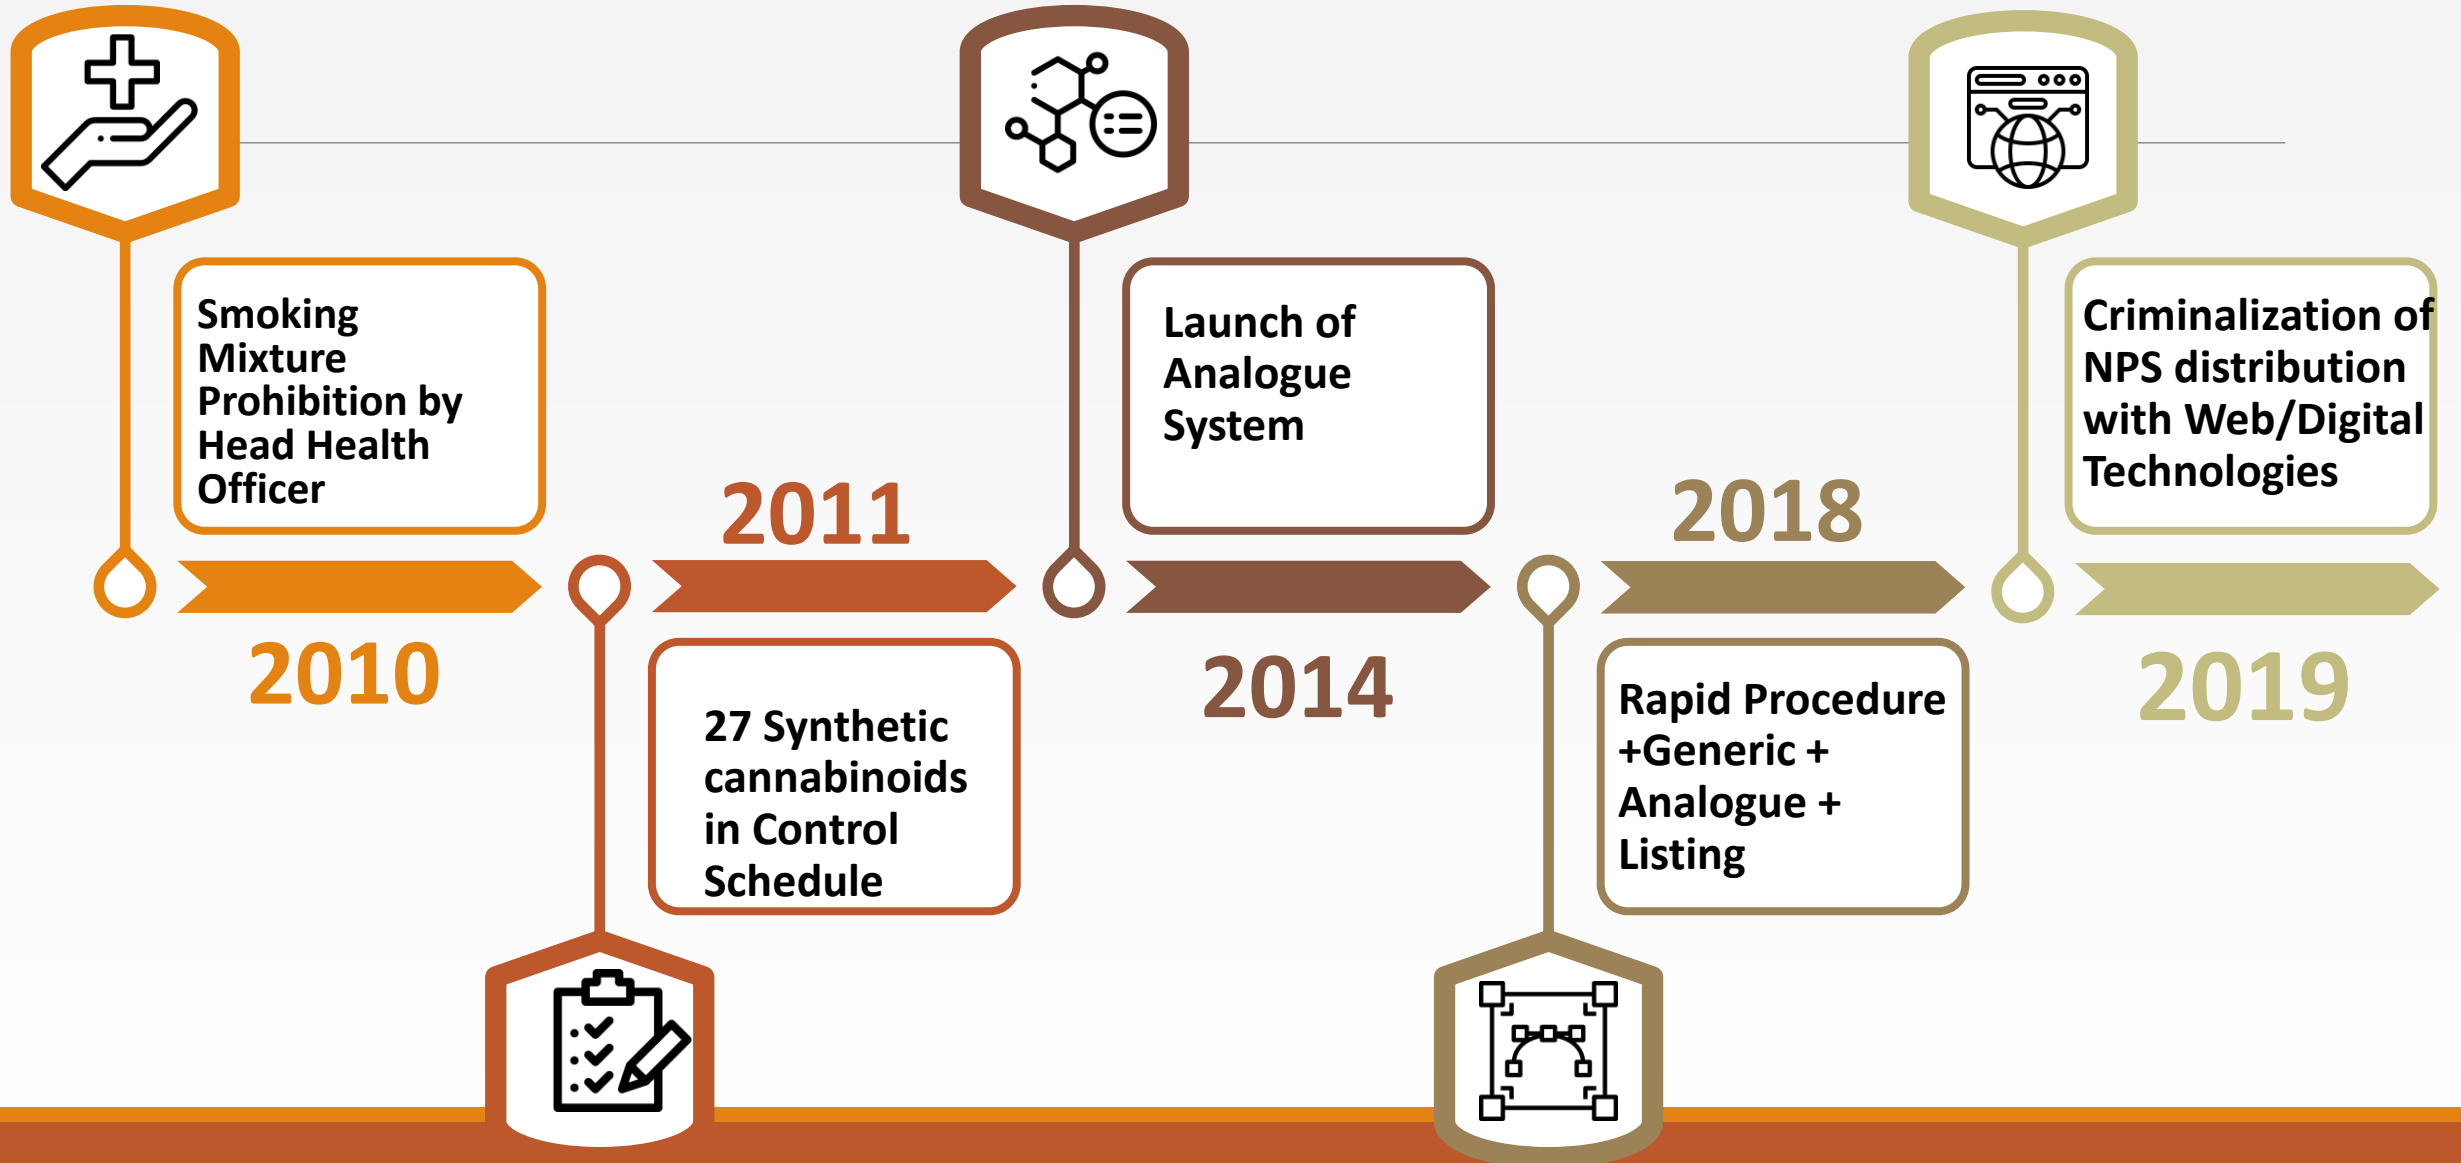 Smoking
Mixture
Prohibition by
Head Health
Officer
2010
2011
27 Synthetic
cannabinoids
in Control
Schedule
Launch of
Analogue
System
2014
2018
Rapid Procedure
+Generic +
Analogue +
Listing
Criminalization of
NPS distribution
with Web/Digital
Technologies
2019